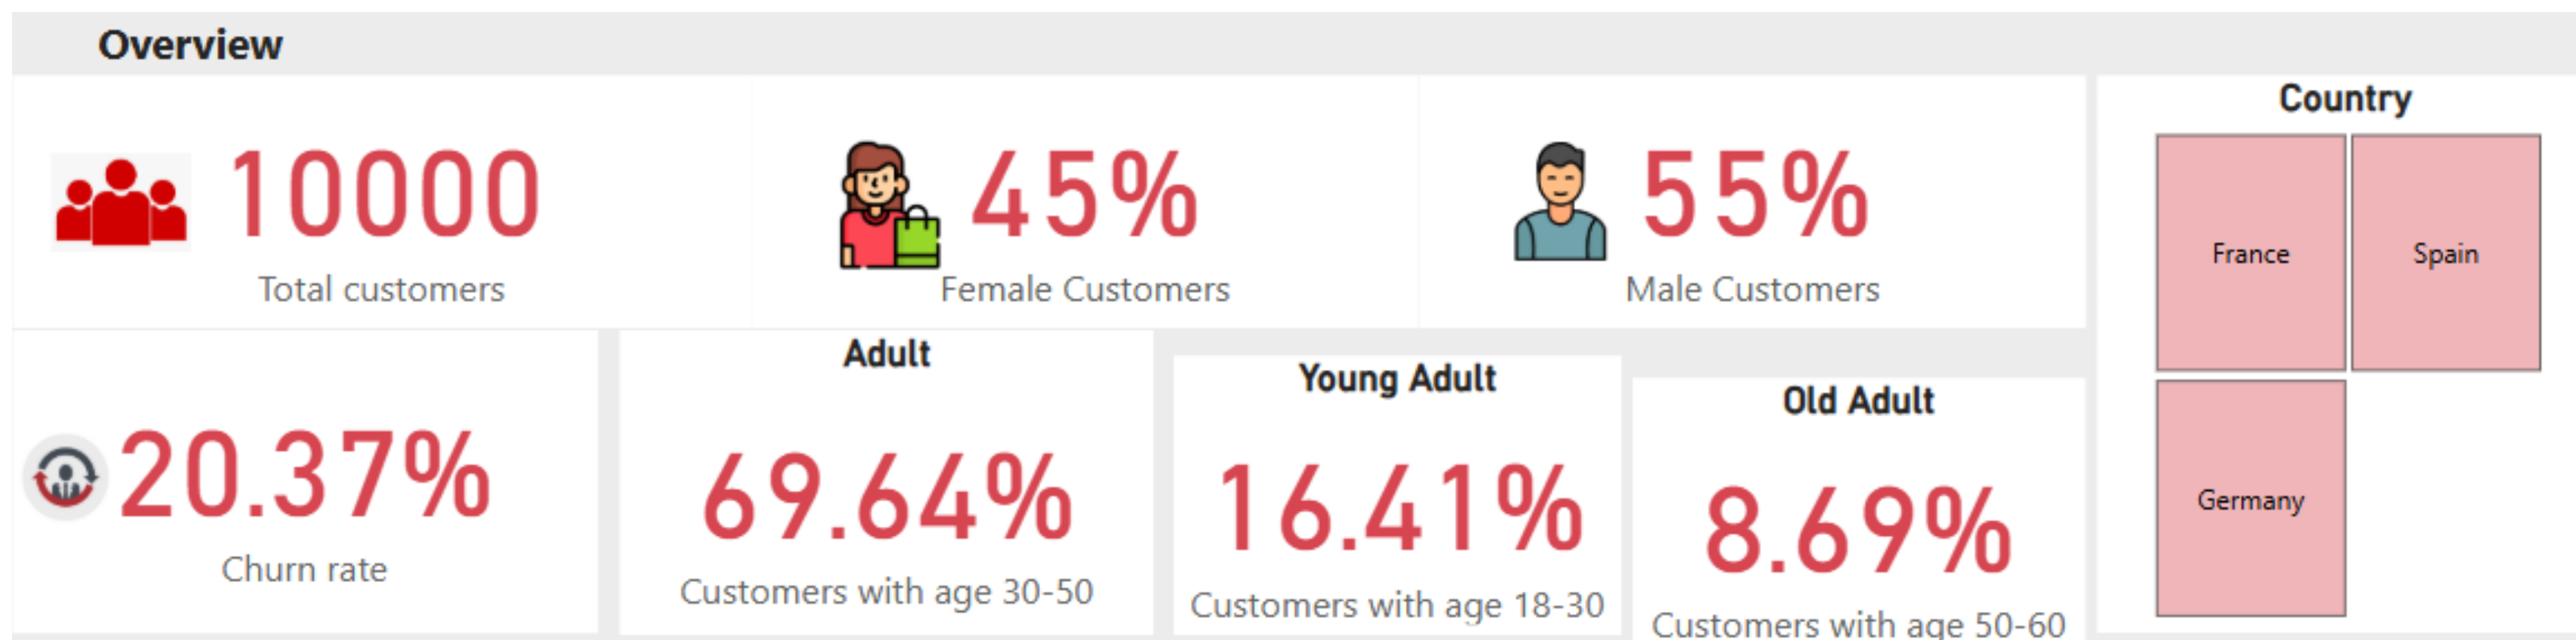 Overview
10000
Total customers
45%
Female Customers
55%
Male Customers
Country
France
Spain
Germany
20.37%
Churn rate
Adult
69.64%
Customers with age 30-50
Young Adult
16.41%
Customers with age 18-30
Old Adult
8.69%
Customers with age 50-60